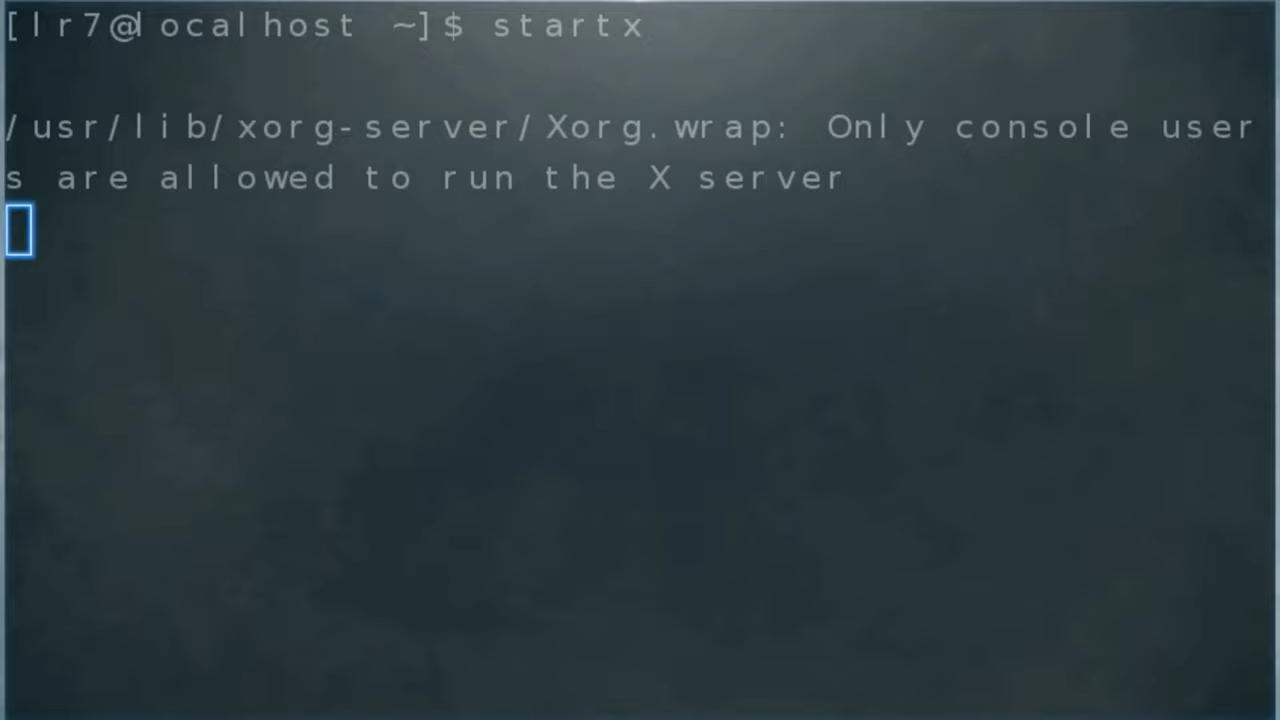 [lr7@localhost ~]$ startx
/usr/lib/xorg-server/Xorg.wrap: Only console user
s are allowed to run the X server